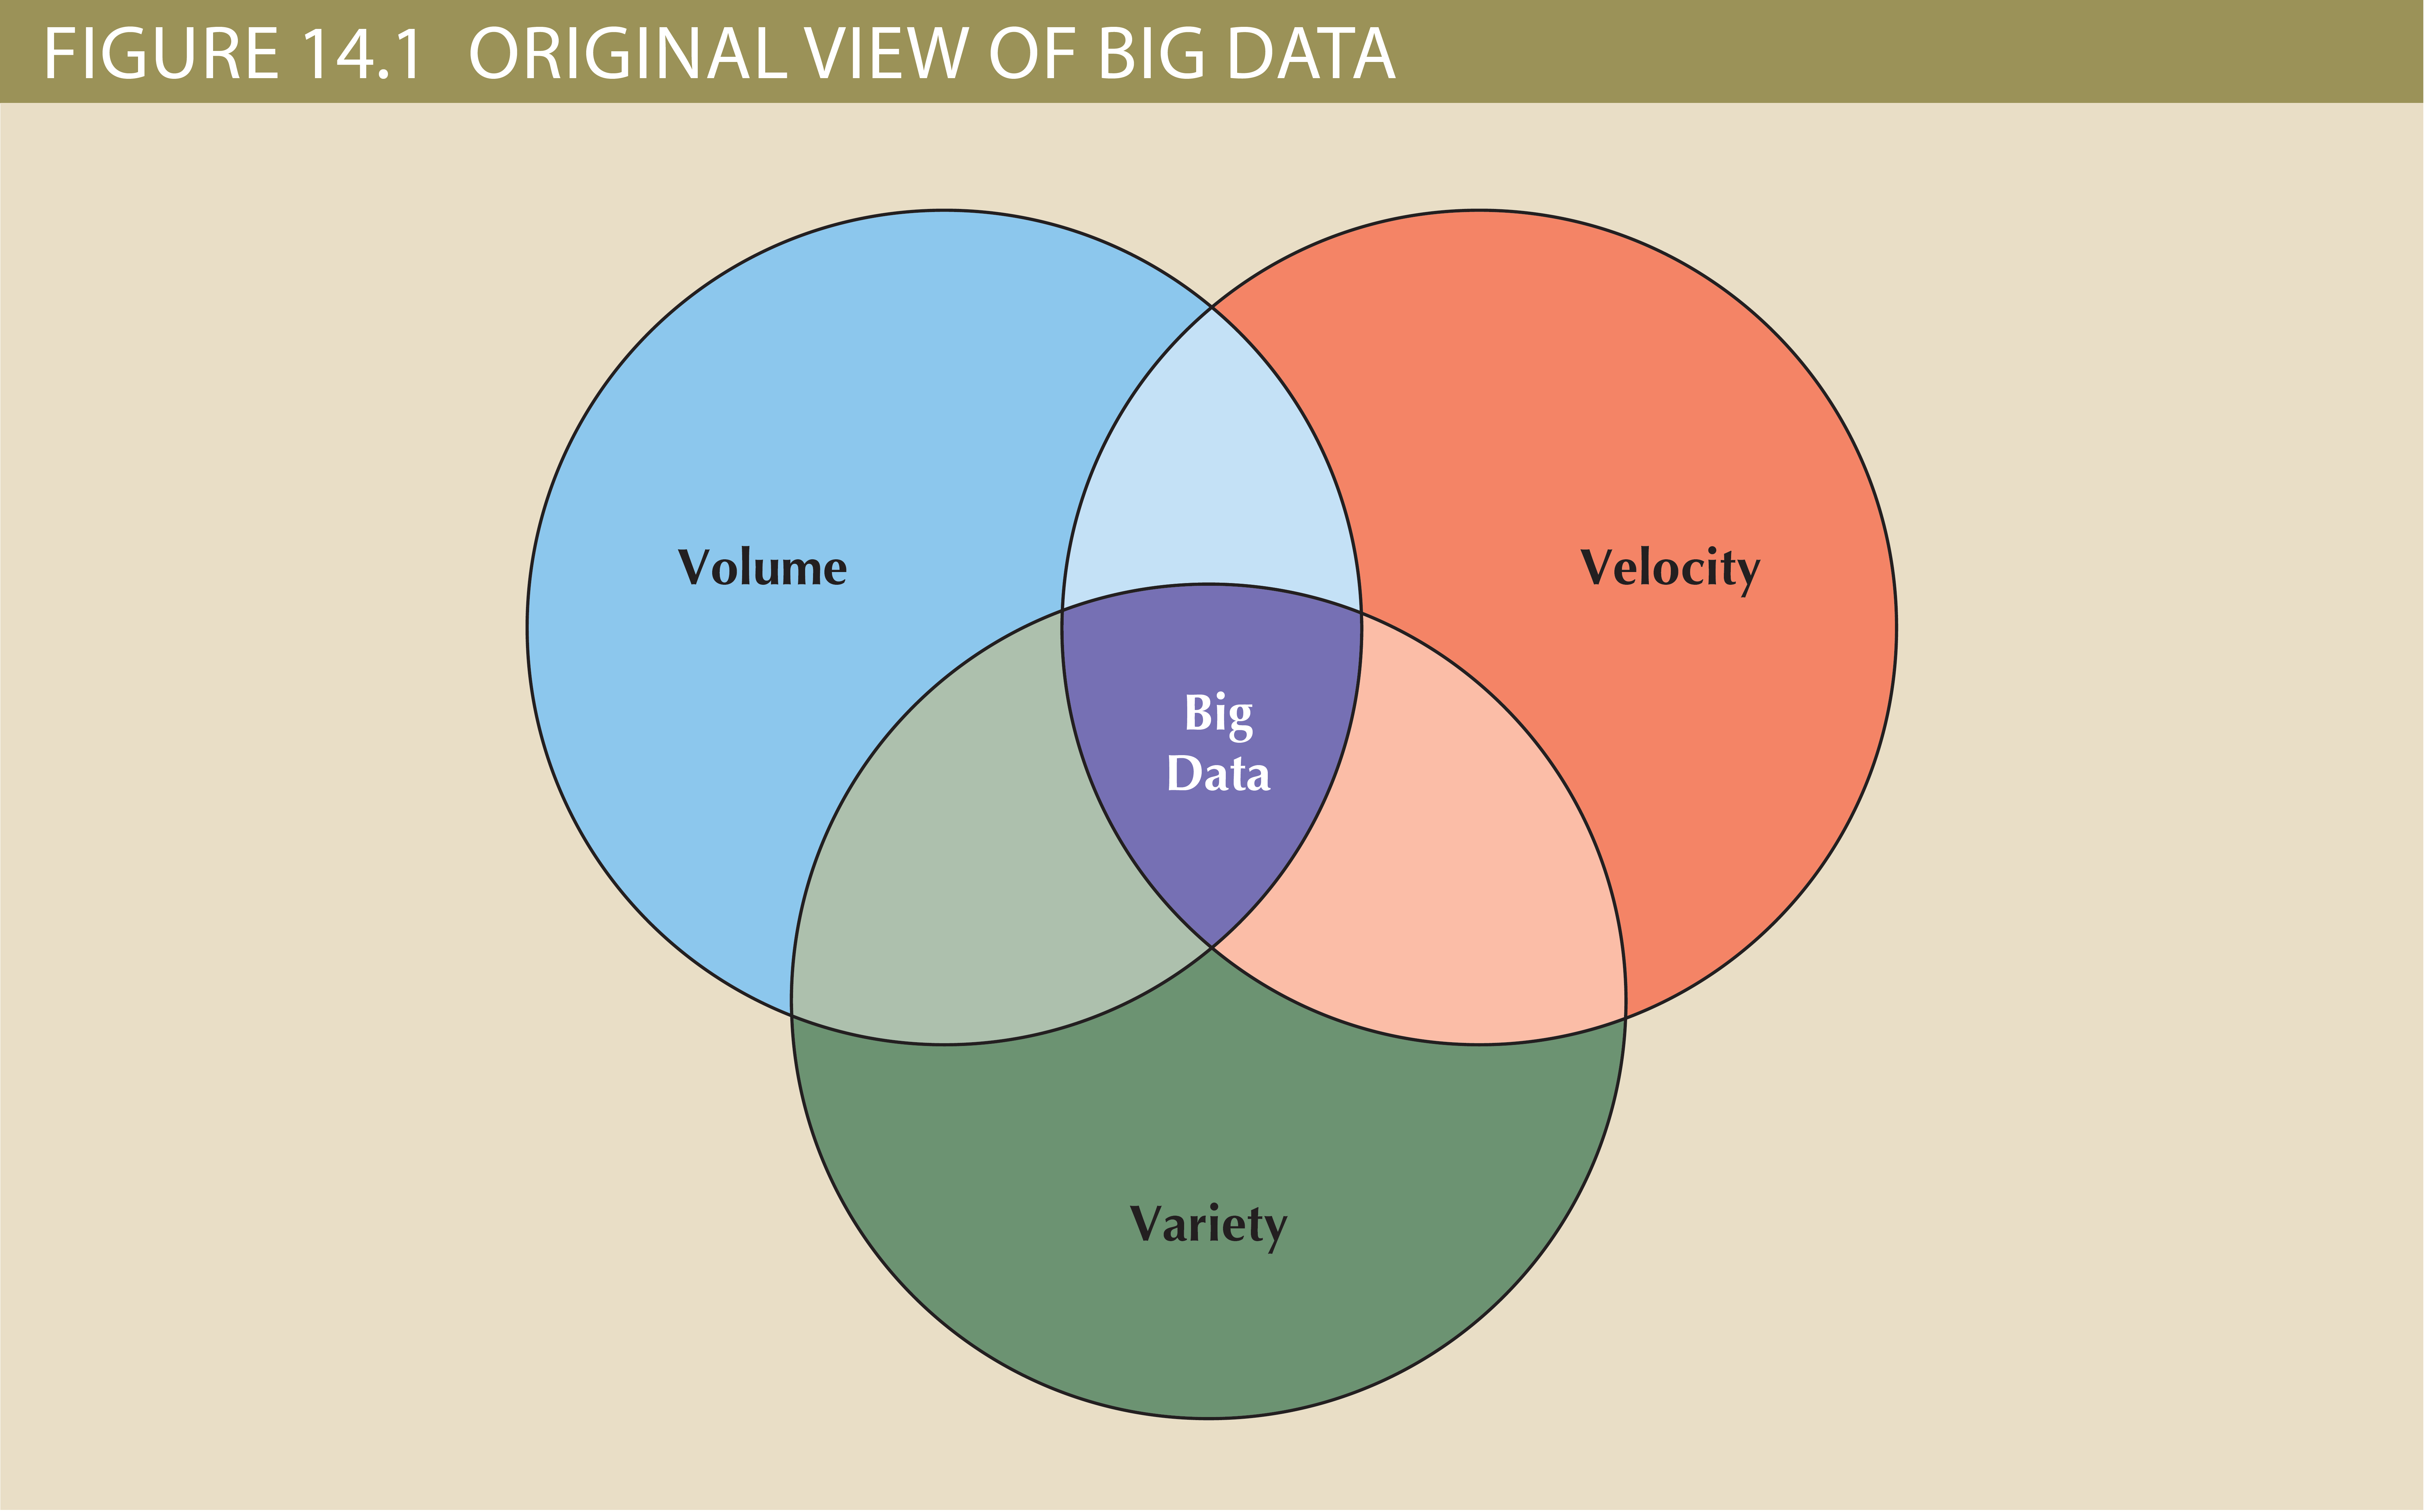 FIGURE 14.1 ORIGINAL VIEW OF BIG DATA
Volume
Velocity
Big
Data
Variety